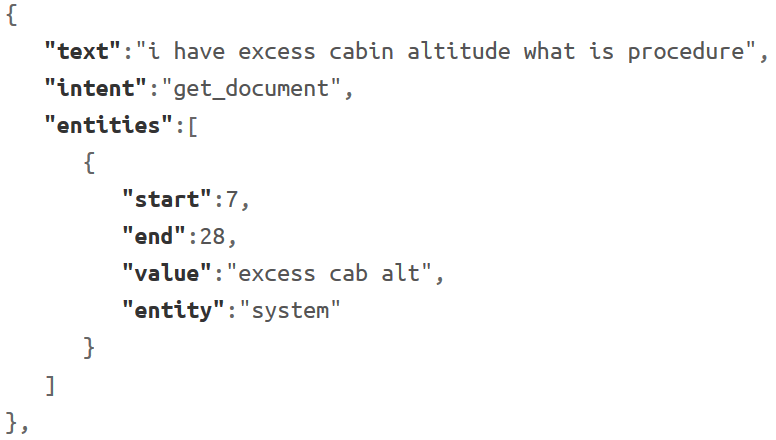 {
"text":"i have excess cabin altitude what is procedure",
"intent":"get_document",
"entities":[
{
"start":7,
"end":28,
"value":"excess cab alt",
"entity":"system"
}
]
},